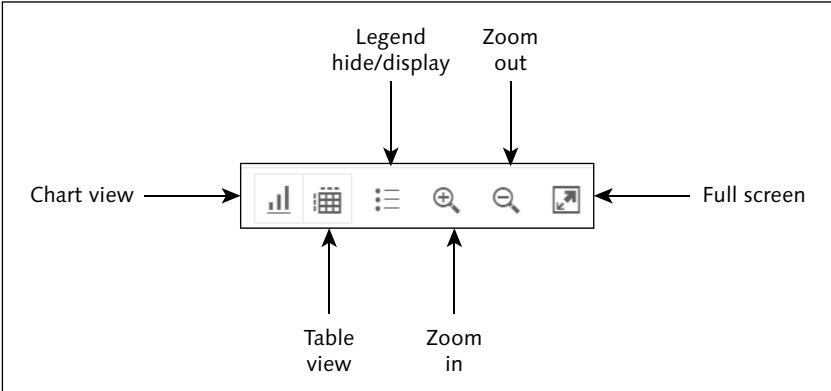 Legend
hide/display
Zoom
out
Chart view
Full screen
Table
view
Zoom
in